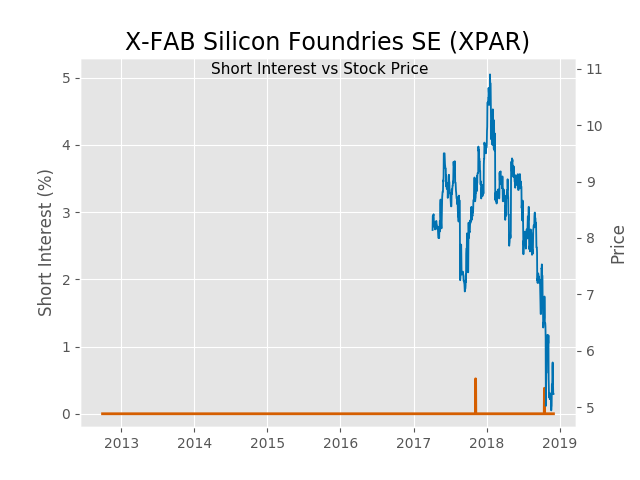 X-FAB Silicon Foundries SE (XPAR)
Short Interest vs Stock Price
Short Interest (%)
5
4
3
2
1
0
11
10
9
8
7
6
5
Price
2013 2014 2015 2016 2017 2018 2019